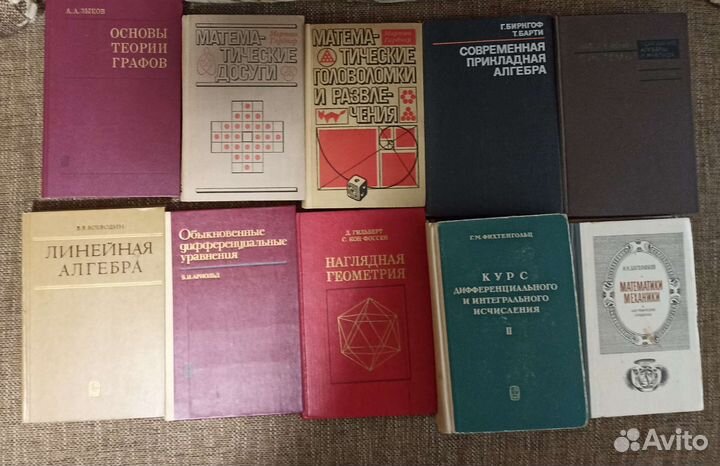 А.А.ЗЫКОВ
ОСНОВЫ
ТЕОРИИ
ГРАФОВ
Мартин
Гарднер
МАТЕМА-
ТИЧЕСКИЕ
ДОСУГИ
Мартин
Гарднер
МАТЕМА-
ТИЧЕСКИЕ
ГОЛОВОЛОМКИ
И РАЗВЛЕ-
ЧЕНИЯ
Г. БИРКГОФ
Т. БАРТИ
СОВРЕМЕННАЯ
ПРИКЛАДНАЯ
АЛГЕБРА
В.В.ВОЕВОДИН
ЛИНЕЙНАЯ
АЛГЕБРА
Обыкновенные
дифференциальные
уравнения
В.И.АРНОЛЬД
Д. ГИЛЬБЕРТ
С. КОН-ФОССЕН
НАГЛЯДНАЯ
ГЕОМЕТРИЯ
Г. М. ФИХТЕНГОЛЬЦ
КУРС
ДИФФЕРЕНЦИАЛЬНОГО
И ИНТЕГРАЛЬНОГО
ИСЧИСЛЕНИЯ
II
МАТЕМАТИКИ
МЕХАНИКИ
Avito